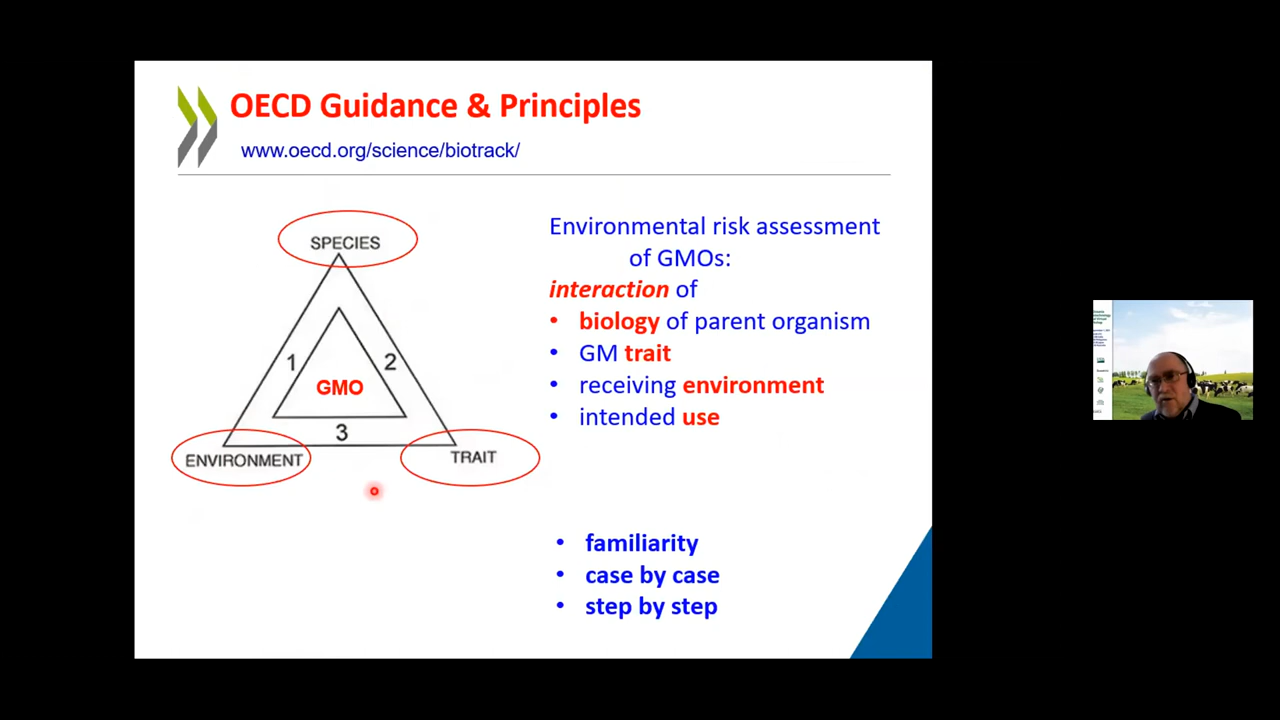 OECD Guidance & Principles
www.oecd.org/science/biotrack/
SPECIES
1
2
GMO
3
ENVIRONMENT
TRAIT
Environmental risk assessment
of GMOs:
interaction of
• biology of parent organism
• GM trait
• receiving environment
• intended use
• familiarity
• case by case
• step by step